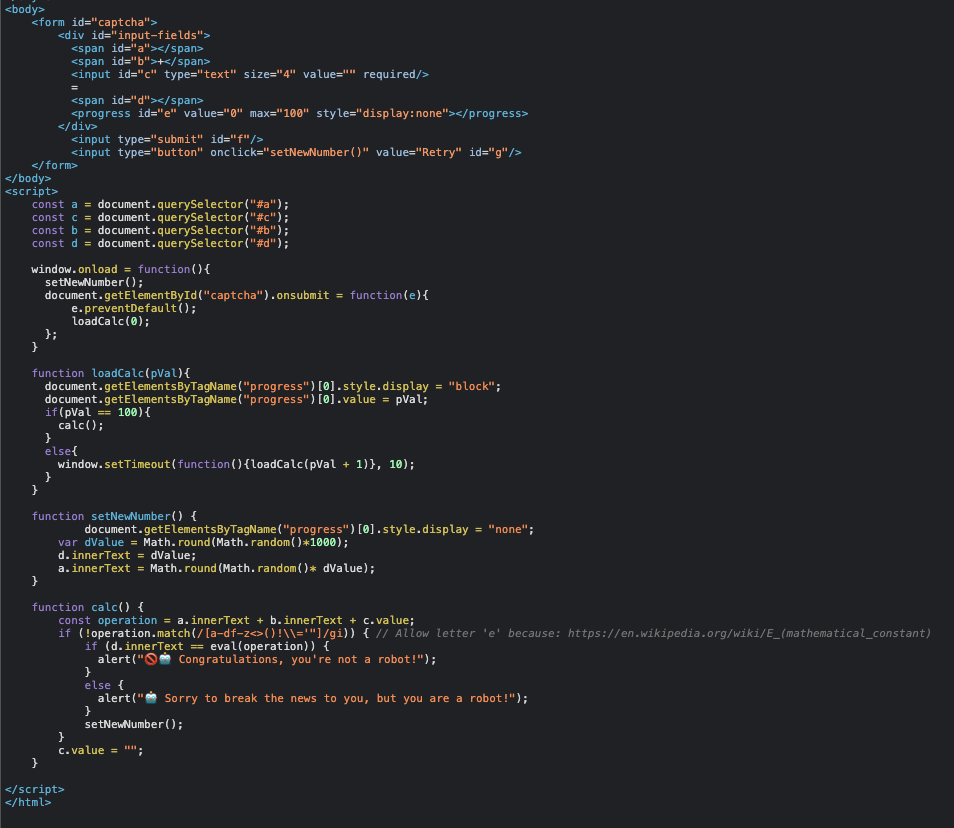 <body>
<form id="captcha">
<div id="input-fields">
<span id="a"></span>
<span id="b">+</span>
<input id="c" type="text" size="4" value="" required/>
=
<span id="d"></span>
<progress id="e" value="0" max="100" style="display:none"></progress>
</div>
<input type="submit" id="f"/>
<input type="button" onclick="setNewNumber()" value="Retry" id="g"/>
</form>
</body>
<script>
const a = document.querySelector("#a");
const c = document.querySelector("#c");
const b = document.querySelector("#b");
const d = document.querySelector("#d");
window.onload = function(){
setNewNumber();
document.getElementById("captcha").onsubmit = function(e){
e.preventDefault();
loadCalc(0);
};
}
function loadCalc(pVal){
document.getElementsByTagName("progress")[0].style.display = "block";
document.getElementsByTagName("progress")[0].value = pVal;
if(pVal == 100){
calc();
}
else{
window.setTimeout(function(){loadCalc(pVal + 1)}, 10);
}
}
function setNewNumber() {
document.getElementsByTagName("progress")[0].style.display = "none";
var dValue = Math.round(Math.random()*1000);
d.innerText = dValue;
a.innerText = Math.round(Math.random()* dValue);
}
function calc() {
const operation = a.innerText + b.innerText + c.value;
if (!operation.match(/[a-df-z<>()!\\='"]/gi)) { // Allow letter 'e' because: https://en.wikipedia.org/wiki/E_(mathematical_constant)
if (d.innerText == eval(operation)) {
alert("🚫🤖 Congratulations, you're not a robot!");
}
else {
alert("🤖 Sorry to break the news to you, but you are a robot!");
}
setNewNumber();
}
c.value = "";
}
</script>
</html>